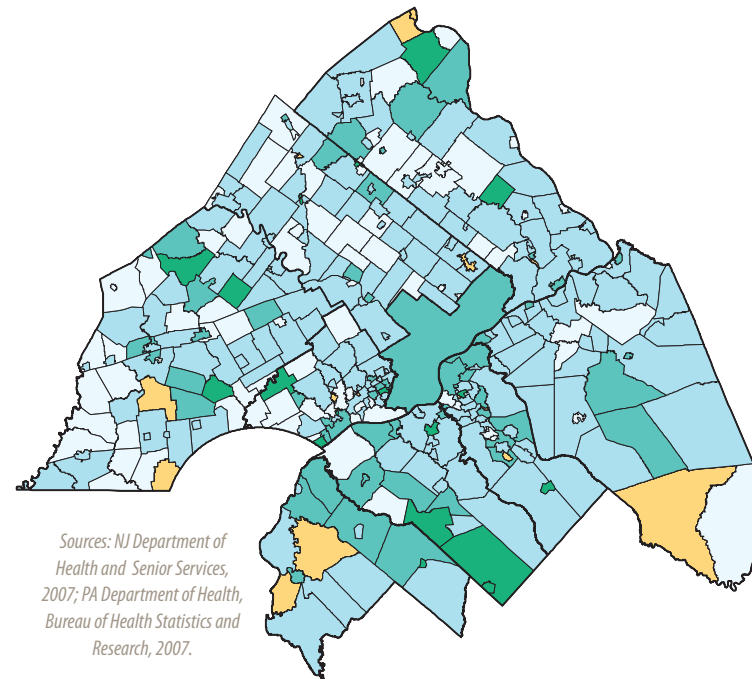 Sources: NJ Department of
Health and Senior Services,
2007; PA Department of Health,
Bureau of Health Statistics and
Research, 2007.